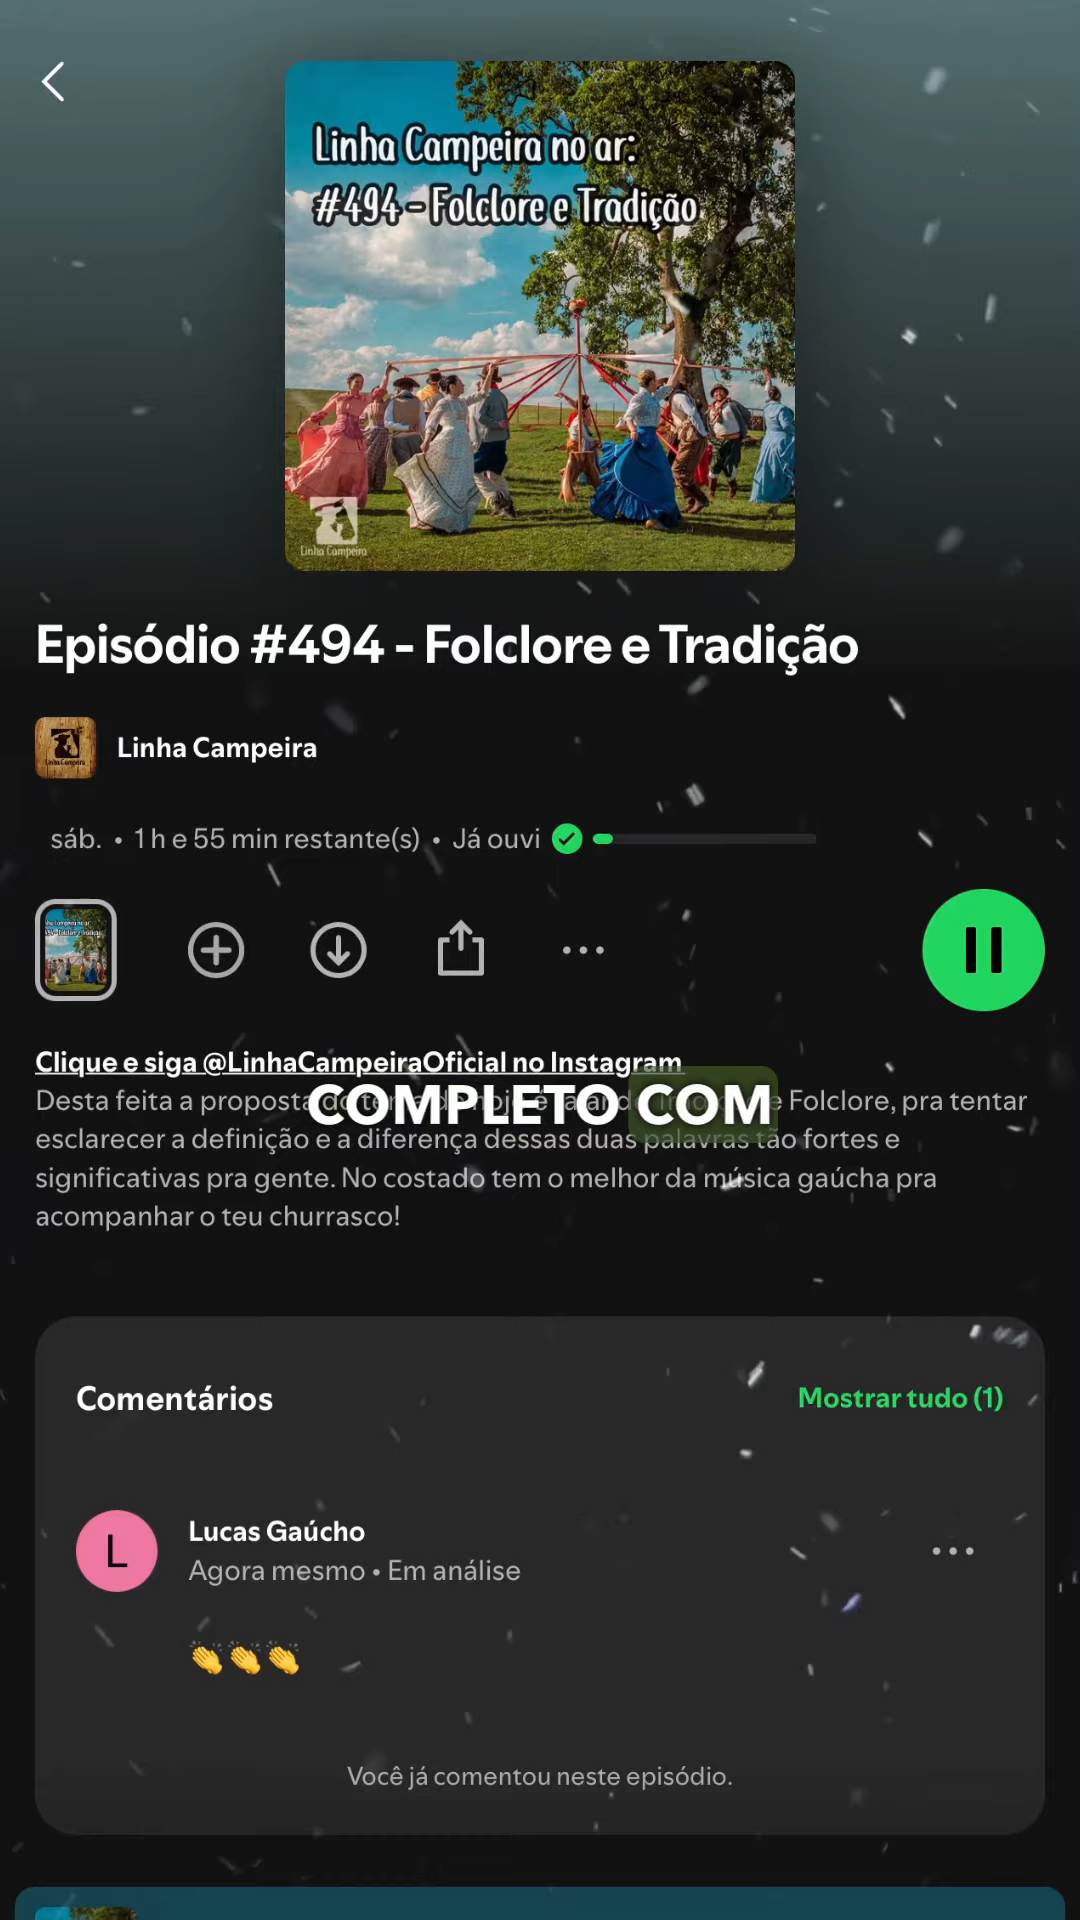 Linha Campeira no ar:
#494 - Folclore e Tradição
Linha Campeira
Episódio #494 - Folclore e Tradição
Linha Campeira
sáb. • 1 h e 55 min restante(s) • Já ouvi
Clique e siga @LinhaCampeiraOficial no Instagram
COMPLETO COM
Desta feita a proposta e Folclore, pra tentar
esclarecer a definição e a diferença dessas duas palavras tão fortes e
significativas pra gente. No costado tem o melhor da música gaúcha pra
acompanhar o teu churrasco!
Comentários
Mostrar tudo (1)
L
Lucas Gaúcho
Agora mesmo • Em análise
👏👏👏
Você já comentou neste episódio.